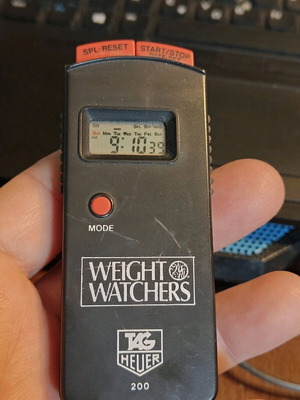 SPL-RESET START/STOP
SUN Mon Tue Wed Thu Fri Sat
9:10 39
MODE
WEIGHT
WATCHERS
TAG
HEUER
200